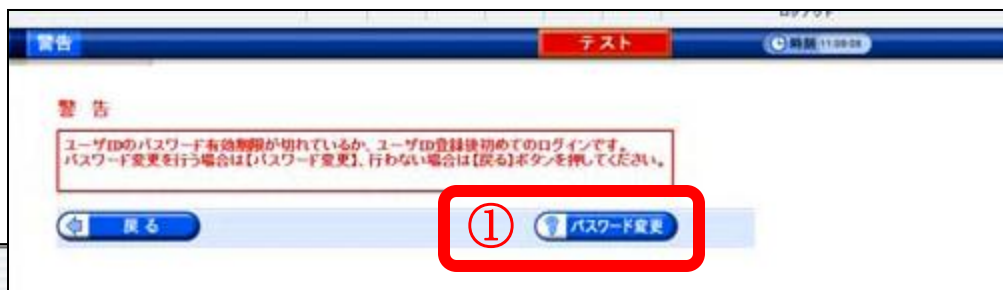 警告
テスト
時刻
警 告
ユーザIDのパスワード有効期限が切れているか、ユーザID登録後初めてのログインです。
パスワード変更を行う場合は【パスワード変更】、行わない場合は【戻る】ボタンを押してください。
戻る
①
パスワード変更